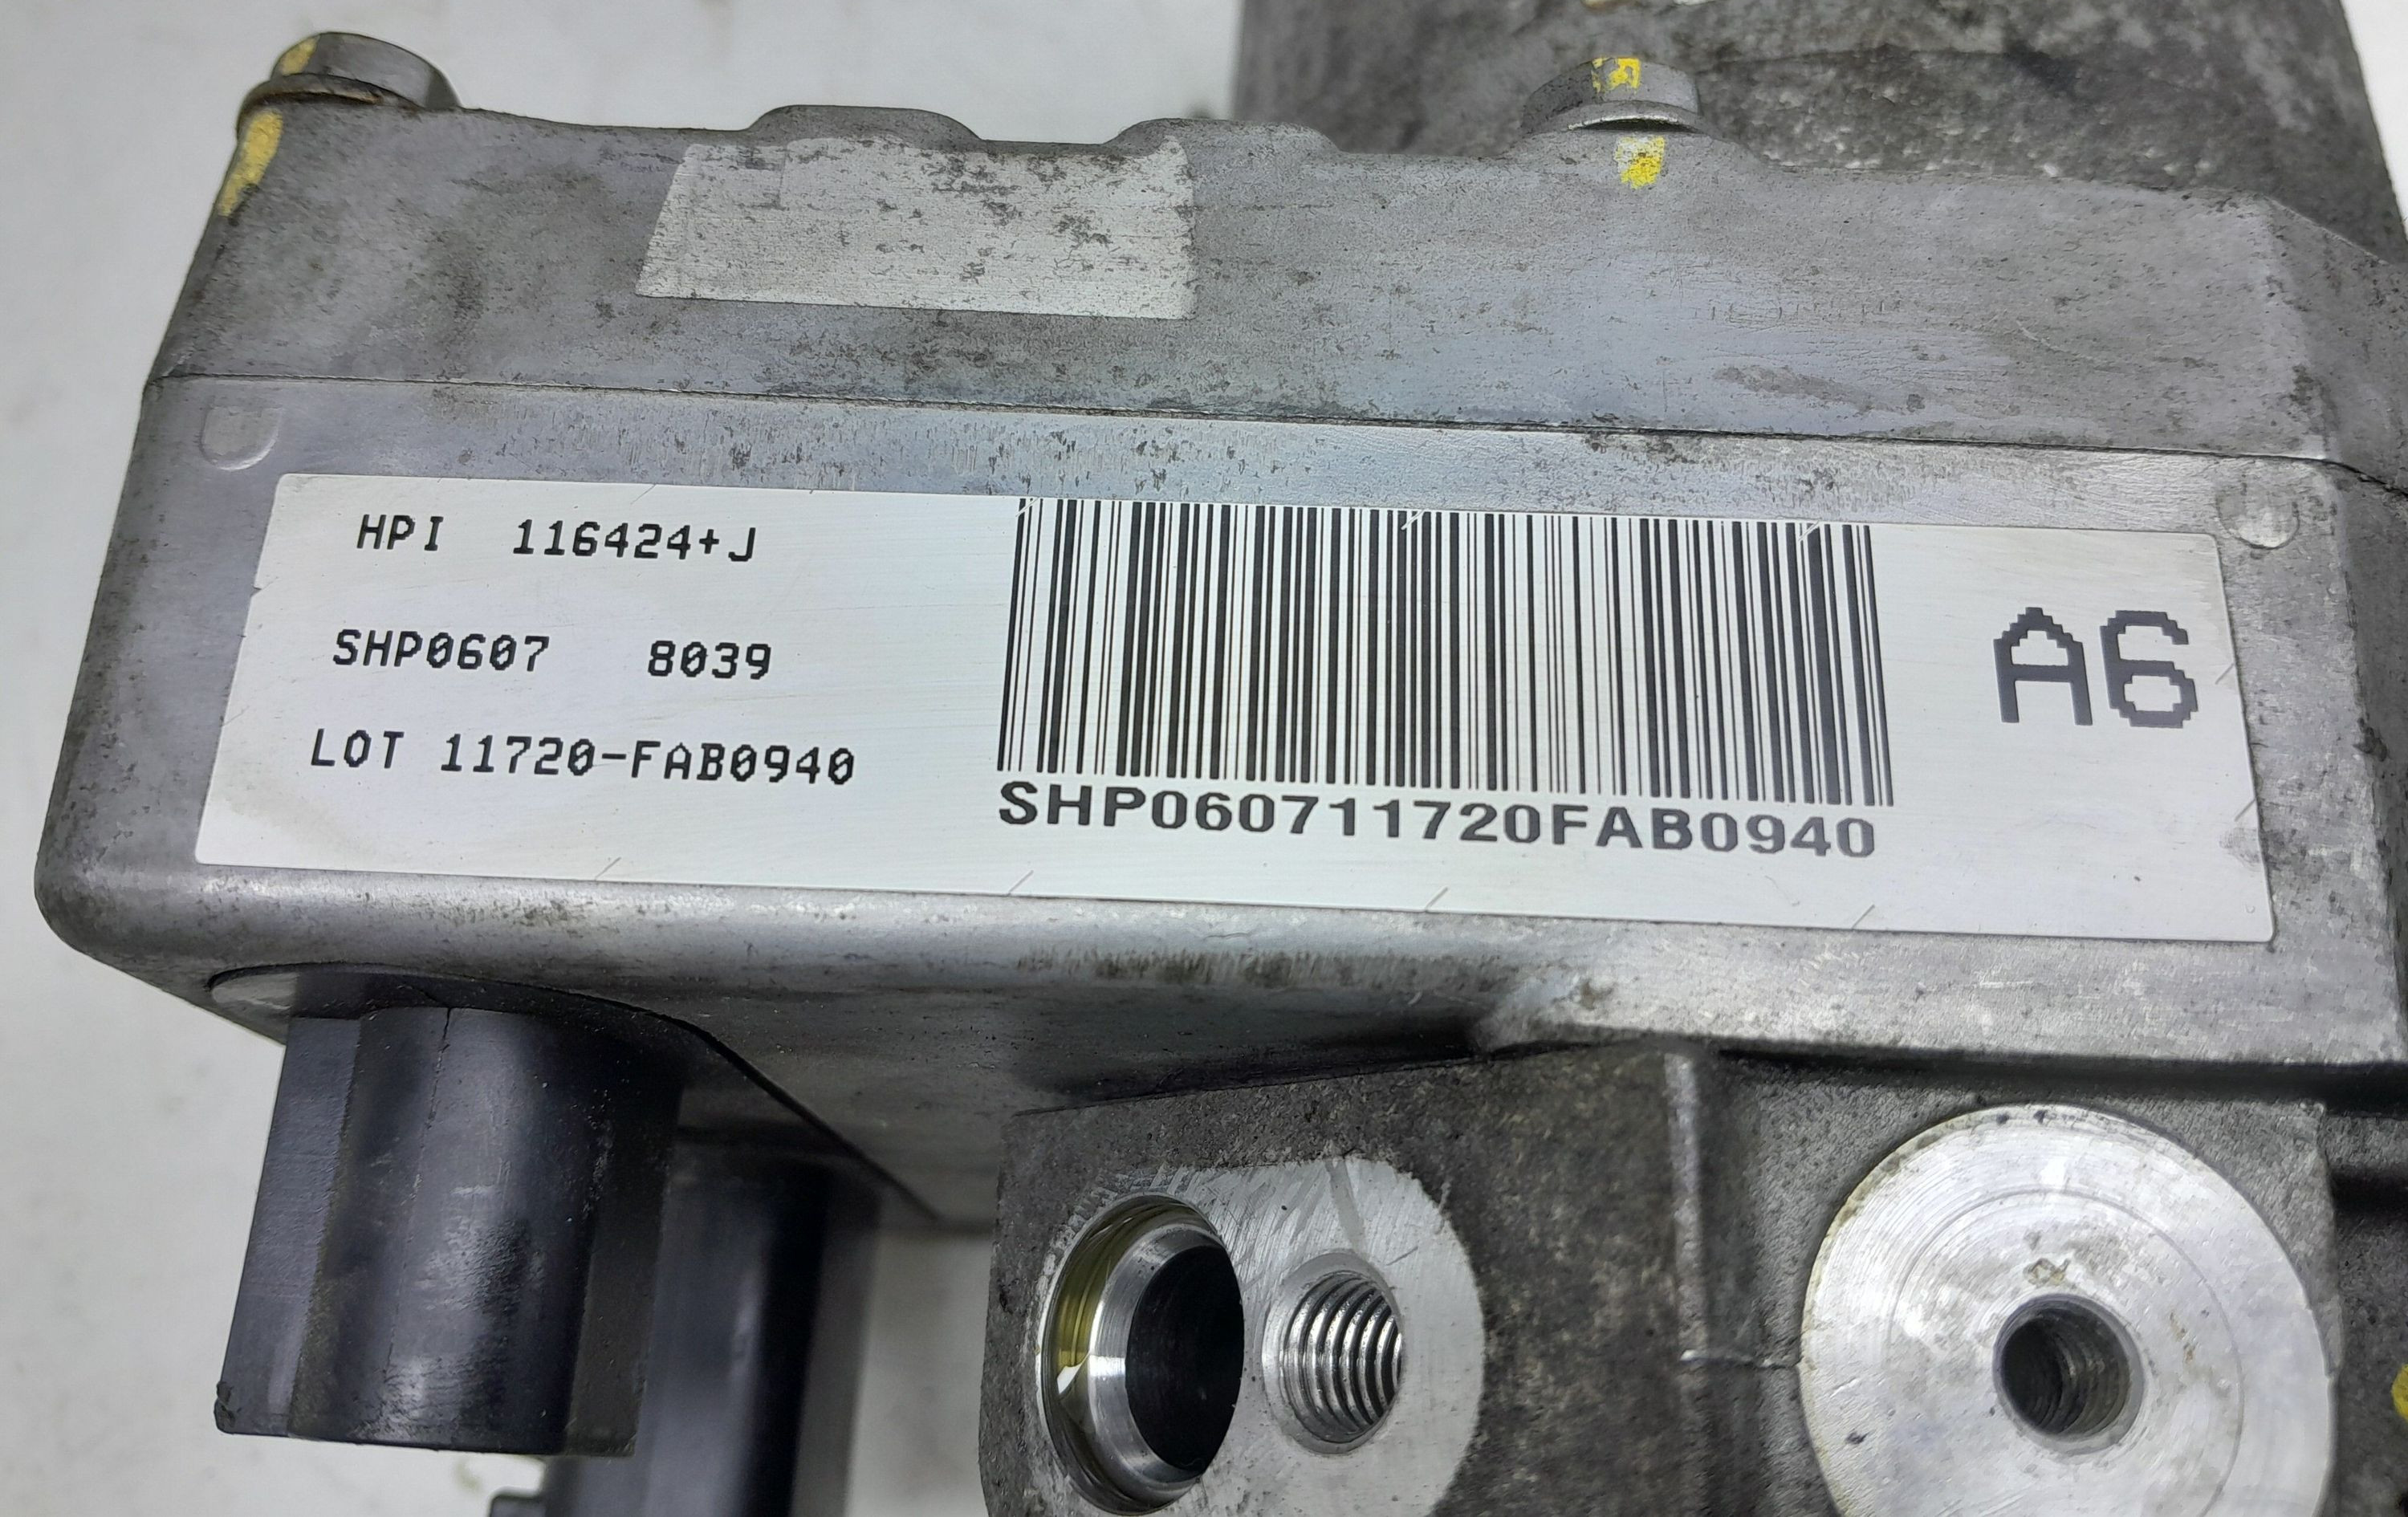 HPI 116424+J
SHP0607 8039
LOT 11720-FAB0940
SHP060711720FAB0940
A6